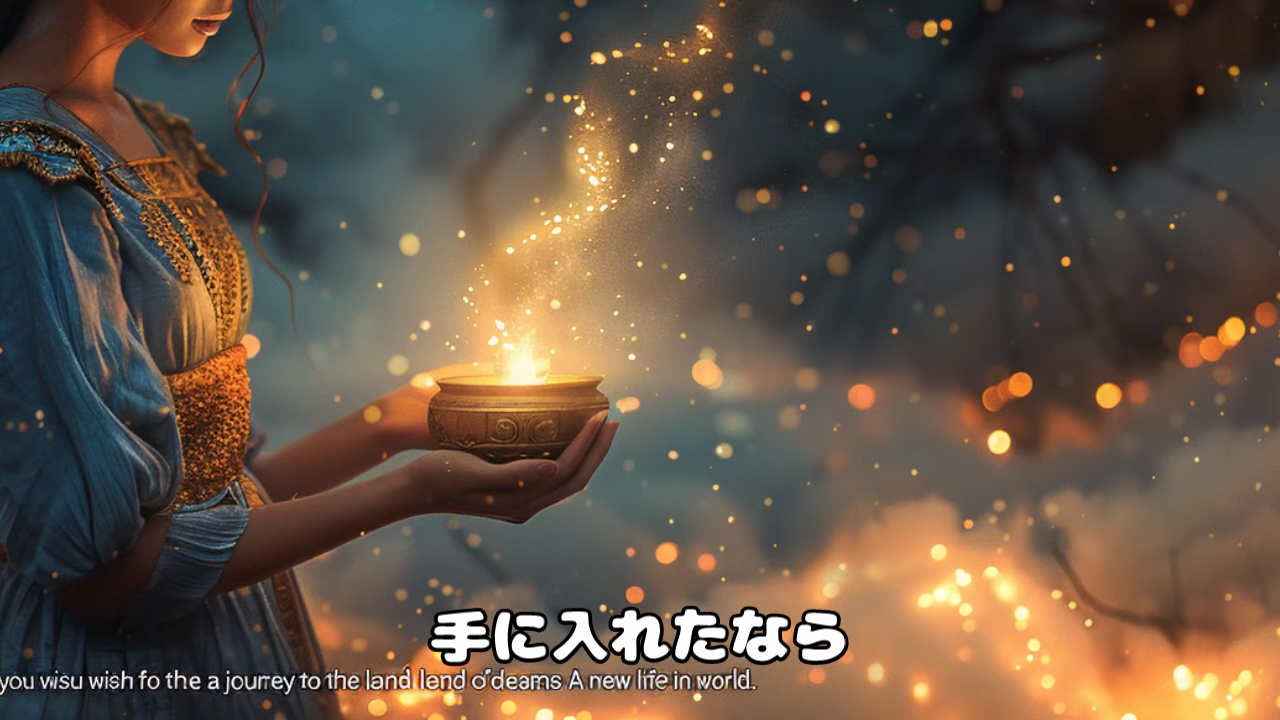 手に入れたなら
you wisu wish fo the a journey to the land lend o'deams A new life in world.